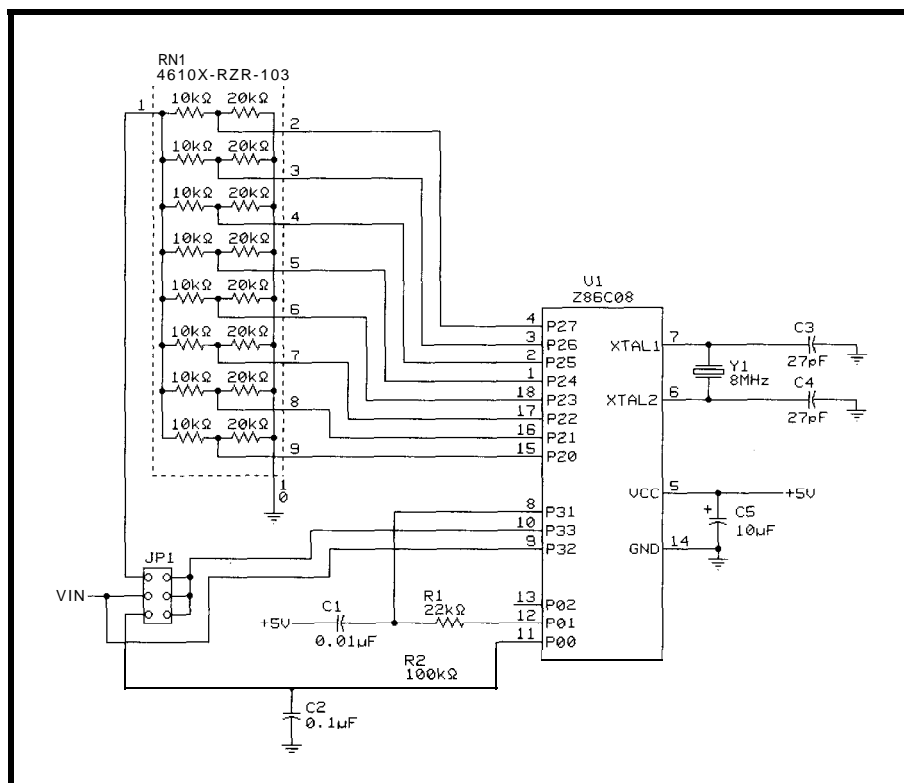 RN1
4610X-RZR-103
1
10kΩ 20kΩ
2
10kΩ 20kΩ
3
10kΩ 20kΩ
4
10kΩ 20kΩ
5
10kΩ 20kΩ
6
10kΩ 20kΩ
7
10kΩ 20kΩ
8
10kΩ 20kΩ
9
10
U1
Z86C08
4 P27
3 P26
2 P25
1 P24
18 P23
17 P22
16 P21
15 P20
8 P31
10 P33
9 P32
13 P02
12 P01
11 P00
XTAL1 7
XTAL2 6
VCC 5
GND 14
C3
27pF
Y1
8MHz
C4
27pF
+5V
+
C5
10µF
JP1
VIN
+5V
C1
0.01µF
R1
22kΩ
R2
100kΩ
C2
0.1µF